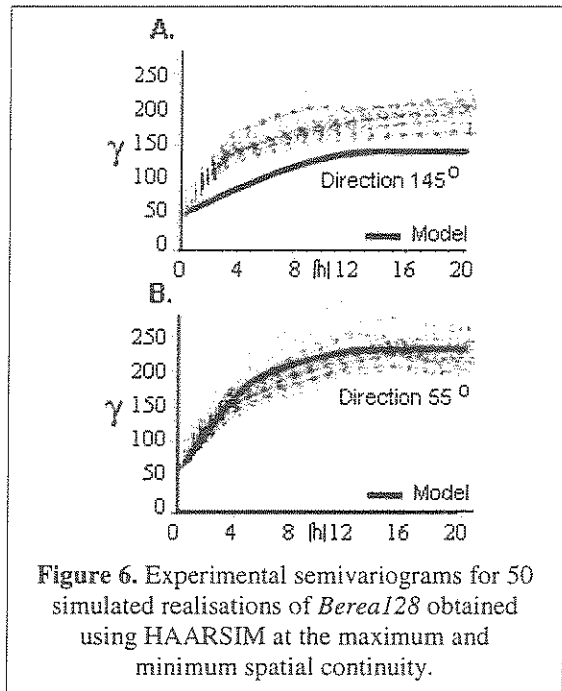 A.
250
200
150
γ
100
50
0
Direction 145°
Model
0 4 8 |h| 12 16 20
B.
250
200
150
γ
100
50
0
Direction 55°
Model
0 4 8 |h| 12 16 20
Figure 6. Experimental semivariograms for 50
simulated realisations of Berea128 obtained
using HAARSIM at the maximum and
minimum spatial continuity.